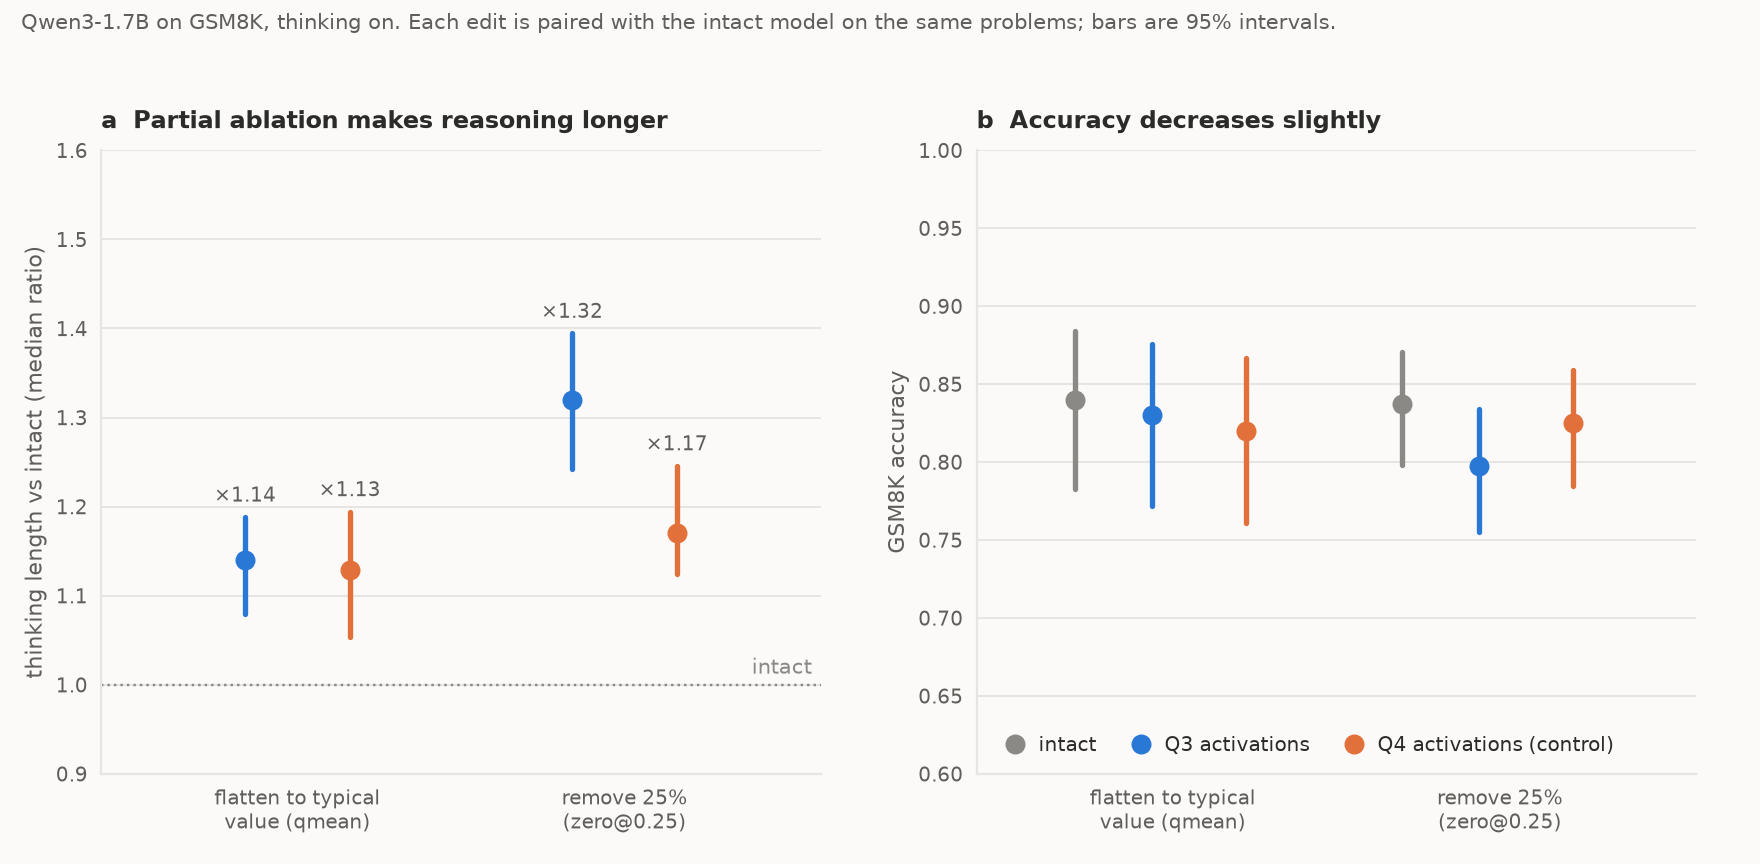 Qwen3-1.7B on GSM8K, thinking on. Each edit is paired with the intact model on the same problems; bars are 95% intervals.
a Partial ablation makes reasoning longer
thinking length vs intact (median ratio)
1.6
1.5
1.4
1.3
1.2
1.1
1.0
0.9
×1.14
×1.13
×1.32
×1.17
intact
flatten to typical
value (qmean)
remove 25%
(zero@0.25)
b Accuracy decreases slightly
GSM8K accuracy
1.00
0.95
0.90
0.85
0.80
0.75
0.70
0.65
0.60
intact
Q3 activations
Q4 activations (control)
flatten to typical
value (qmean)
remove 25%
(zero@0.25)